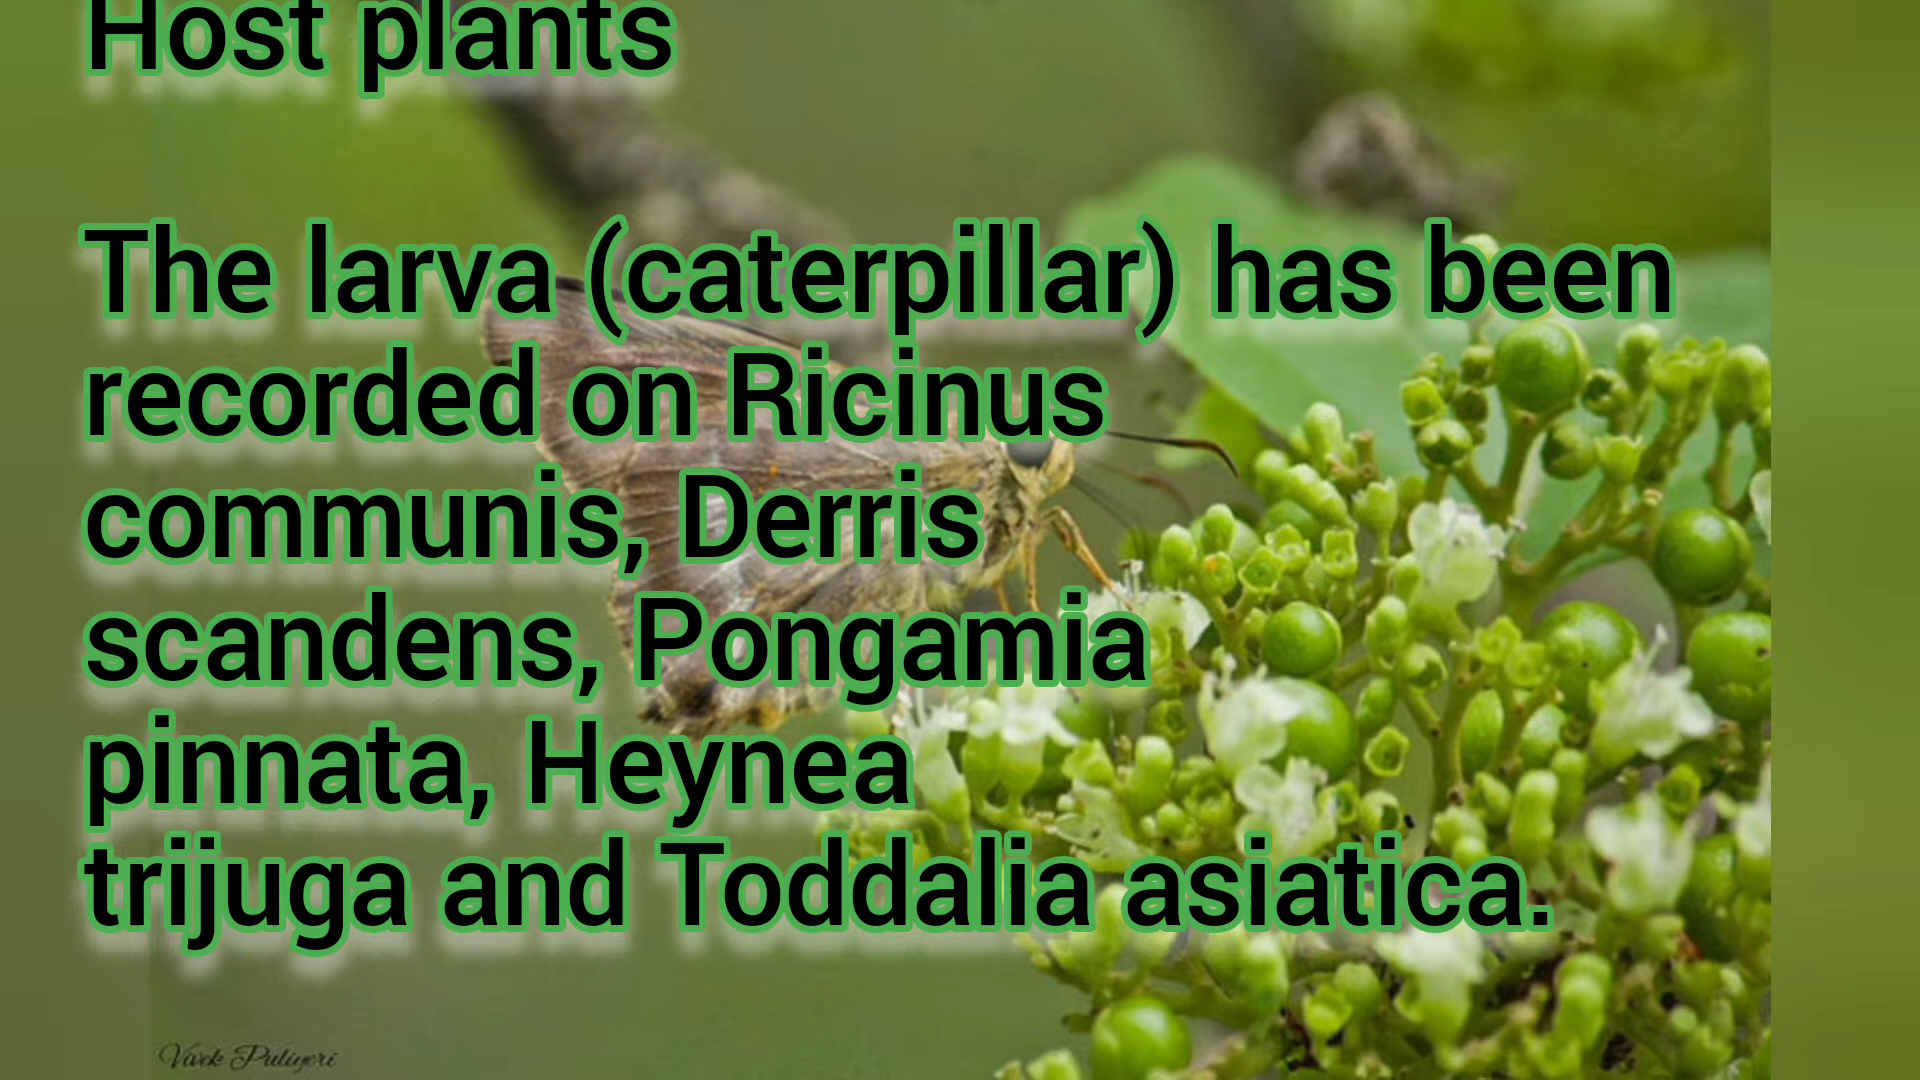 Host plants
The larva (caterpillar) has been
recorded on Ricinus
communis, Derris
scandens, Pongamia
pinnata, Heynea
trijuga and Toddalia asiatica.
Vivek Puliyeri